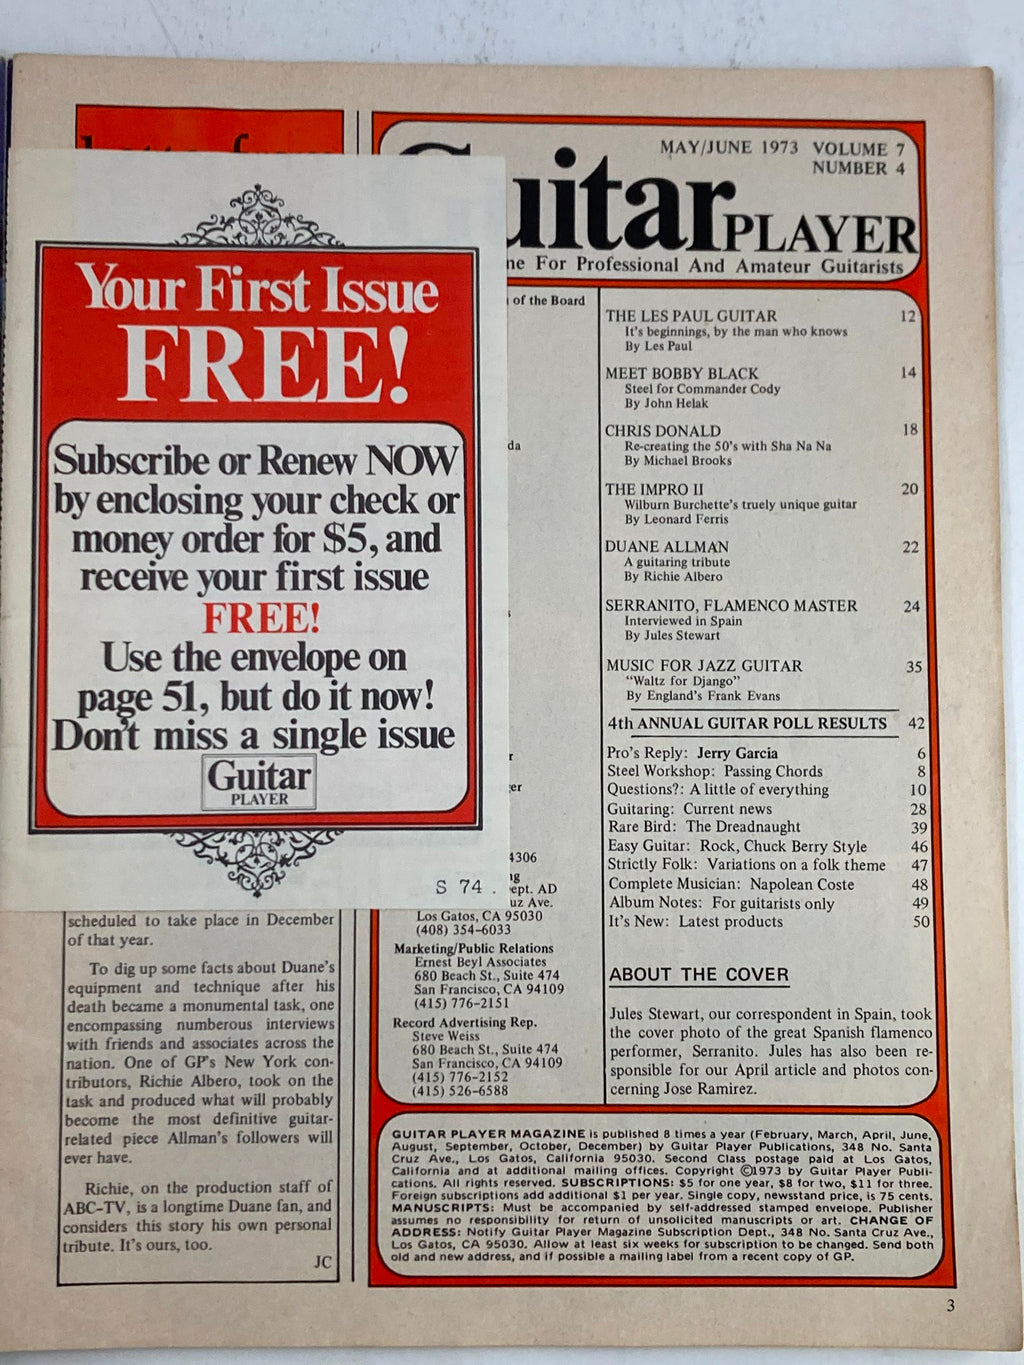 Your First Issue
FREE!
Subscribe or Renew NOW
by enclosing your check or
money order for $5, and
receive your first issue
FREE!
Use the envelope on
page 51, but do it now!
Don't miss a single issue
Guitar
PLAYER
S 74 .
scheduled to take place in December
of that year.
To dig up some facts about Duane's
equipment and technique after his
death became a monumental task, one
encompassing numberous interviews
with friends and associates across the
nation. One of GP's New York con-
tributors, Richie Albero, took on the
task and produced what will probably
become the most definitive guitar-
related piece Allman's followers will
ever have.
Richie, on the production staff of
ABC-TV, is a longtime Duane fan, and
considers this story his own personal
tribute. It's ours, too.
JC
MAY/JUNE 1973 VOLUME 7
NUMBER 4
Guitar PLAYER
ne For Professional And Amateur Guitarists
of the Board
da
r
er
4306
ng
ept. AD
uz Ave.
Los Gatos, CA 95030
(408) 354-6033
Marketing/Public Relations
Ernest Beyl Associates
680 Beach St., Suite 474
San Francisco, CA 94109
(415) 776-2151
Record Advertising Rep.
Steve Weiss
680 Beach St., Suite 474
San Francisco, CA 94109
(415) 776-2152
(415) 526-6588
THE LES PAUL GUITAR 12
It's beginnings, by the man who knows
By Les Paul
MEET BOBBY BLACK 14
Steel for Commander Cody
By John Helak
CHRIS DONALD 18
Re-creating the 50's with Sha Na Na
By Michael Brooks
THE IMPRO II 20
Wilburn Burchette's truely unique guitar
By Leonard Ferris
DUANE ALLMAN 22
A guitaring tribute
By Richie Albero
SERRANITO, FLAMENCO MASTER 24
Interviewed in Spain
By Jules Stewart
MUSIC FOR JAZZ GUITAR 35
"Waltz for Django"
By England's Frank Evans
4th ANNUAL GUITAR POLL RESULTS 42
Pro's Reply: Jerry Garcia 6
Steel Workshop: Passing Chords 8
Questions?: A little of everything 10
Guitaring: Current news 28
Rare Bird: The Dreadnaught 39
Easy Guitar: Rock, Chuck Berry Style 46
Strictly Folk: Variations on a folk theme 47
Complete Musician: Napolean Coste 48
Album Notes: For guitarists only 49
It's New: Latest products 50
ABOUT THE COVER
Jules Stewart, our correspondent in Spain, took
the cover photo of the great Spanish flamenco
performer, Serranito. Jules has also been re-
sponsible for our April article and photos con-
cerning Jose Ramirez.
GUITAR PLAYER MAGAZINE is published 8 times a year (February, March, April, June,
August, September, October, December) by Guitar Player Publications, 348 No. Santa
Cruz Ave., Los Gatos, California 95030. Second Class postage paid at Los Gatos,
California and at additional mailing offices. Copyright ©1973 by Guitar Player Publi-
cations. All rights reserved. SUBSCRIPTIONS: $5 for one year, $8 for two, $11 for three.
Foreign subscriptions add additional $1 per year. Single copy, newsstand price, is 75 cents.
MANUSCRIPTS: Must be accompanied by self-addressed stamped envelope. Publisher
assumes no responsibility for return of unsolicited manuscripts or art. CHANGE OF
ADDRESS: Notify Guitar Player Magazine Subscription Dept., 348 No. Santa Cruz Ave.,
Los Gatos, CA 95030. Allow at least six weeks for subscription to be changed. Send both
old and new address, and if possible a mailing label from a recent copy of GP.
3